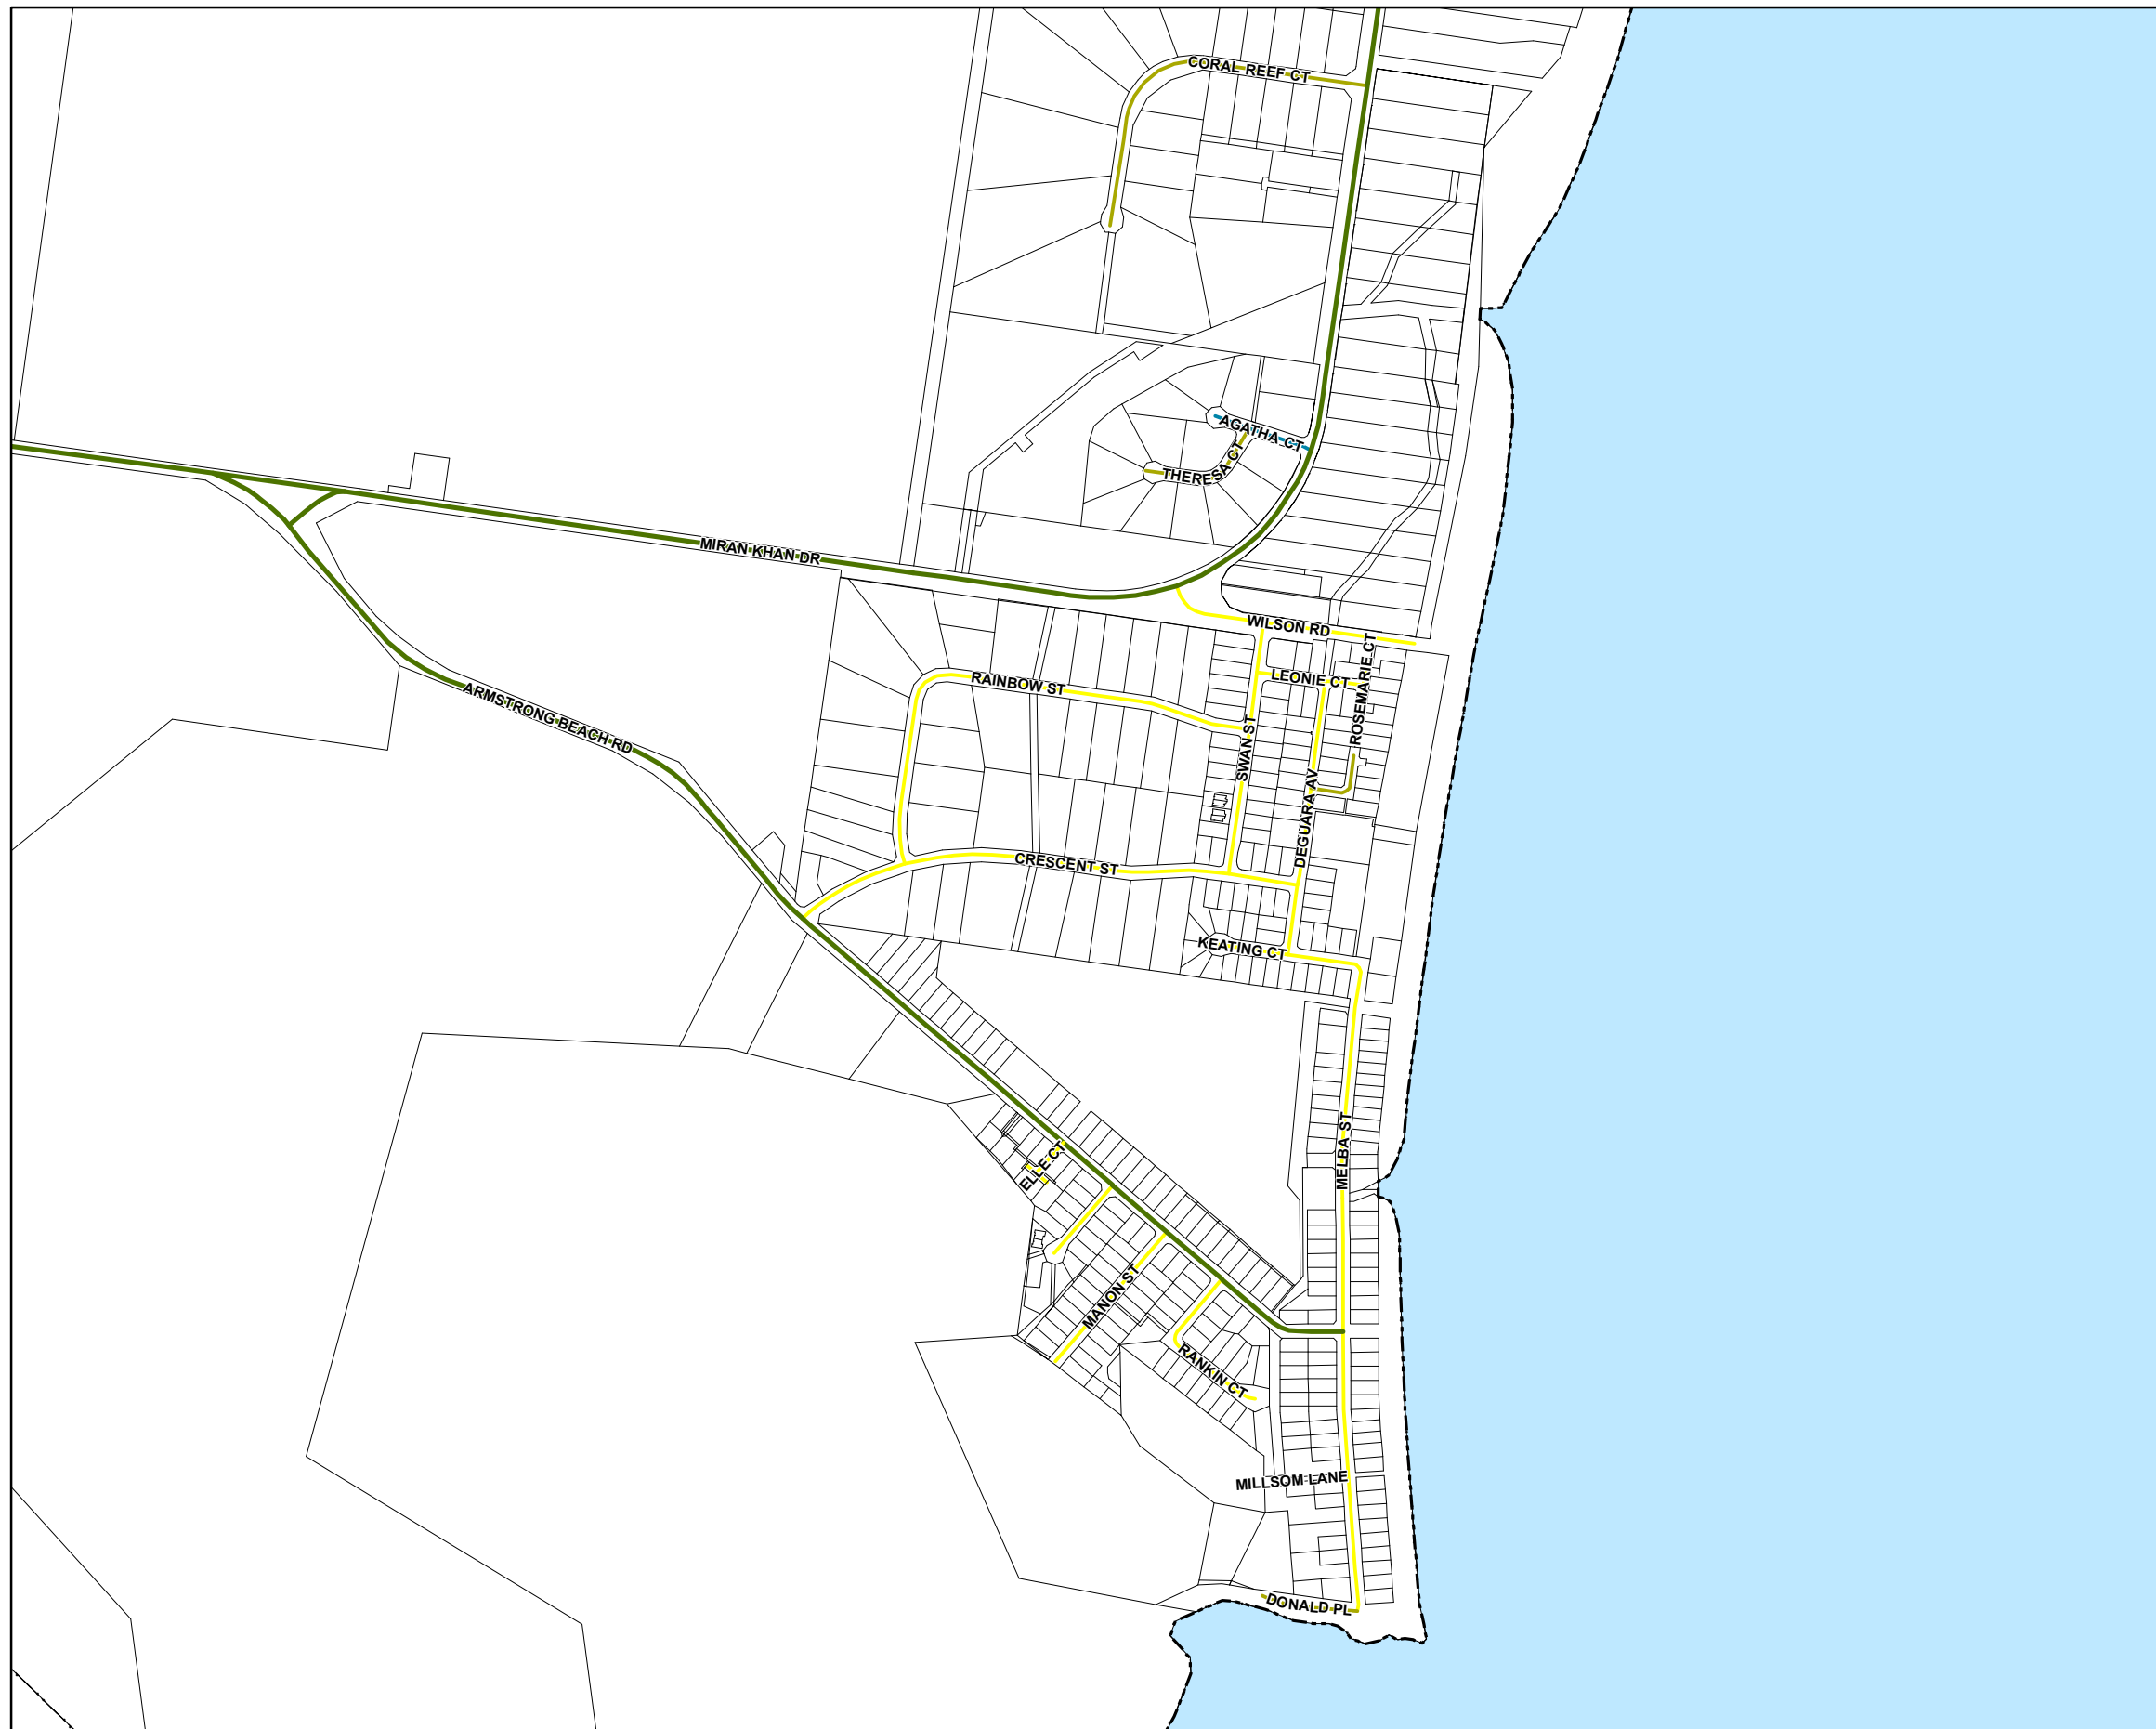 CORAL REEF CT
AGATHA CT
THERESA CT
MIRAN KHAN DR
WILSON RD
ROSEMARIE CT
LEONIE CT
RAINBOW ST
ARMSTRONG BEACH RD
SWAN ST
DEGUARA AV
CRESCENT ST
KEATING CT
MELBA ST
ELLE CT
MANON ST
RANKIN CT
MILLSOM LANE
DONALD PL